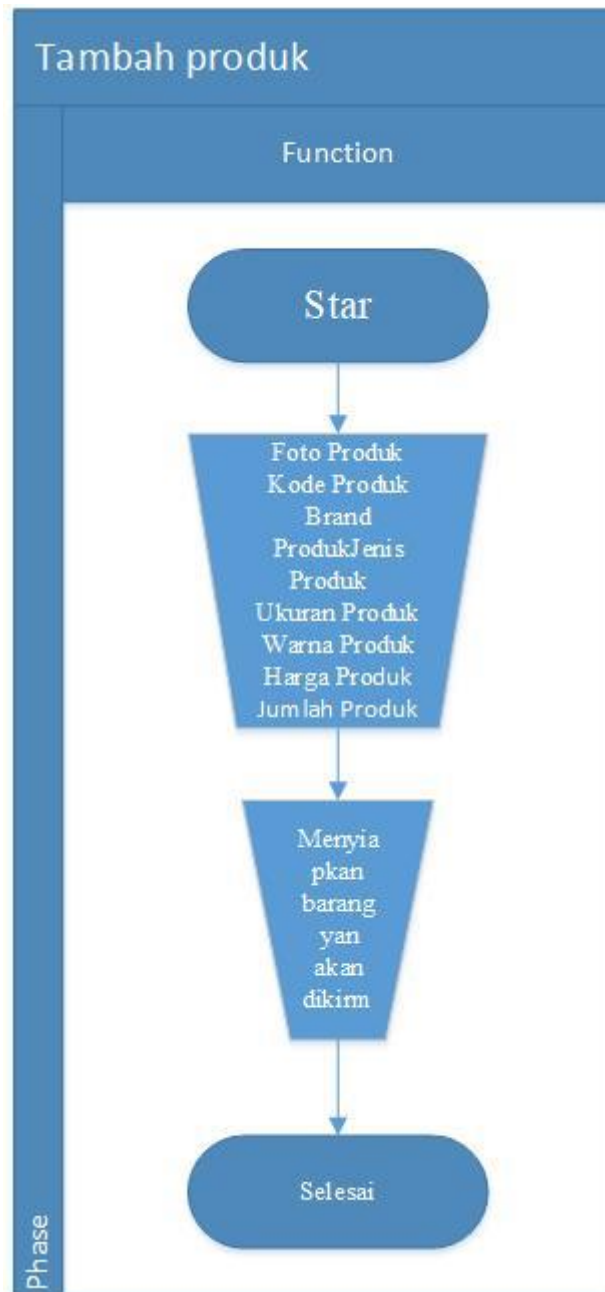 Tambah produk
Function
Star
Foto Produk
Kode Produk
Brand
ProdukJenis
Produk
Ukuran Produk
Warna Produk
Harga Produk
Jumlah Produk
Menyia
pkan
barang
yan
akan
dikirm
Selesai
Phase